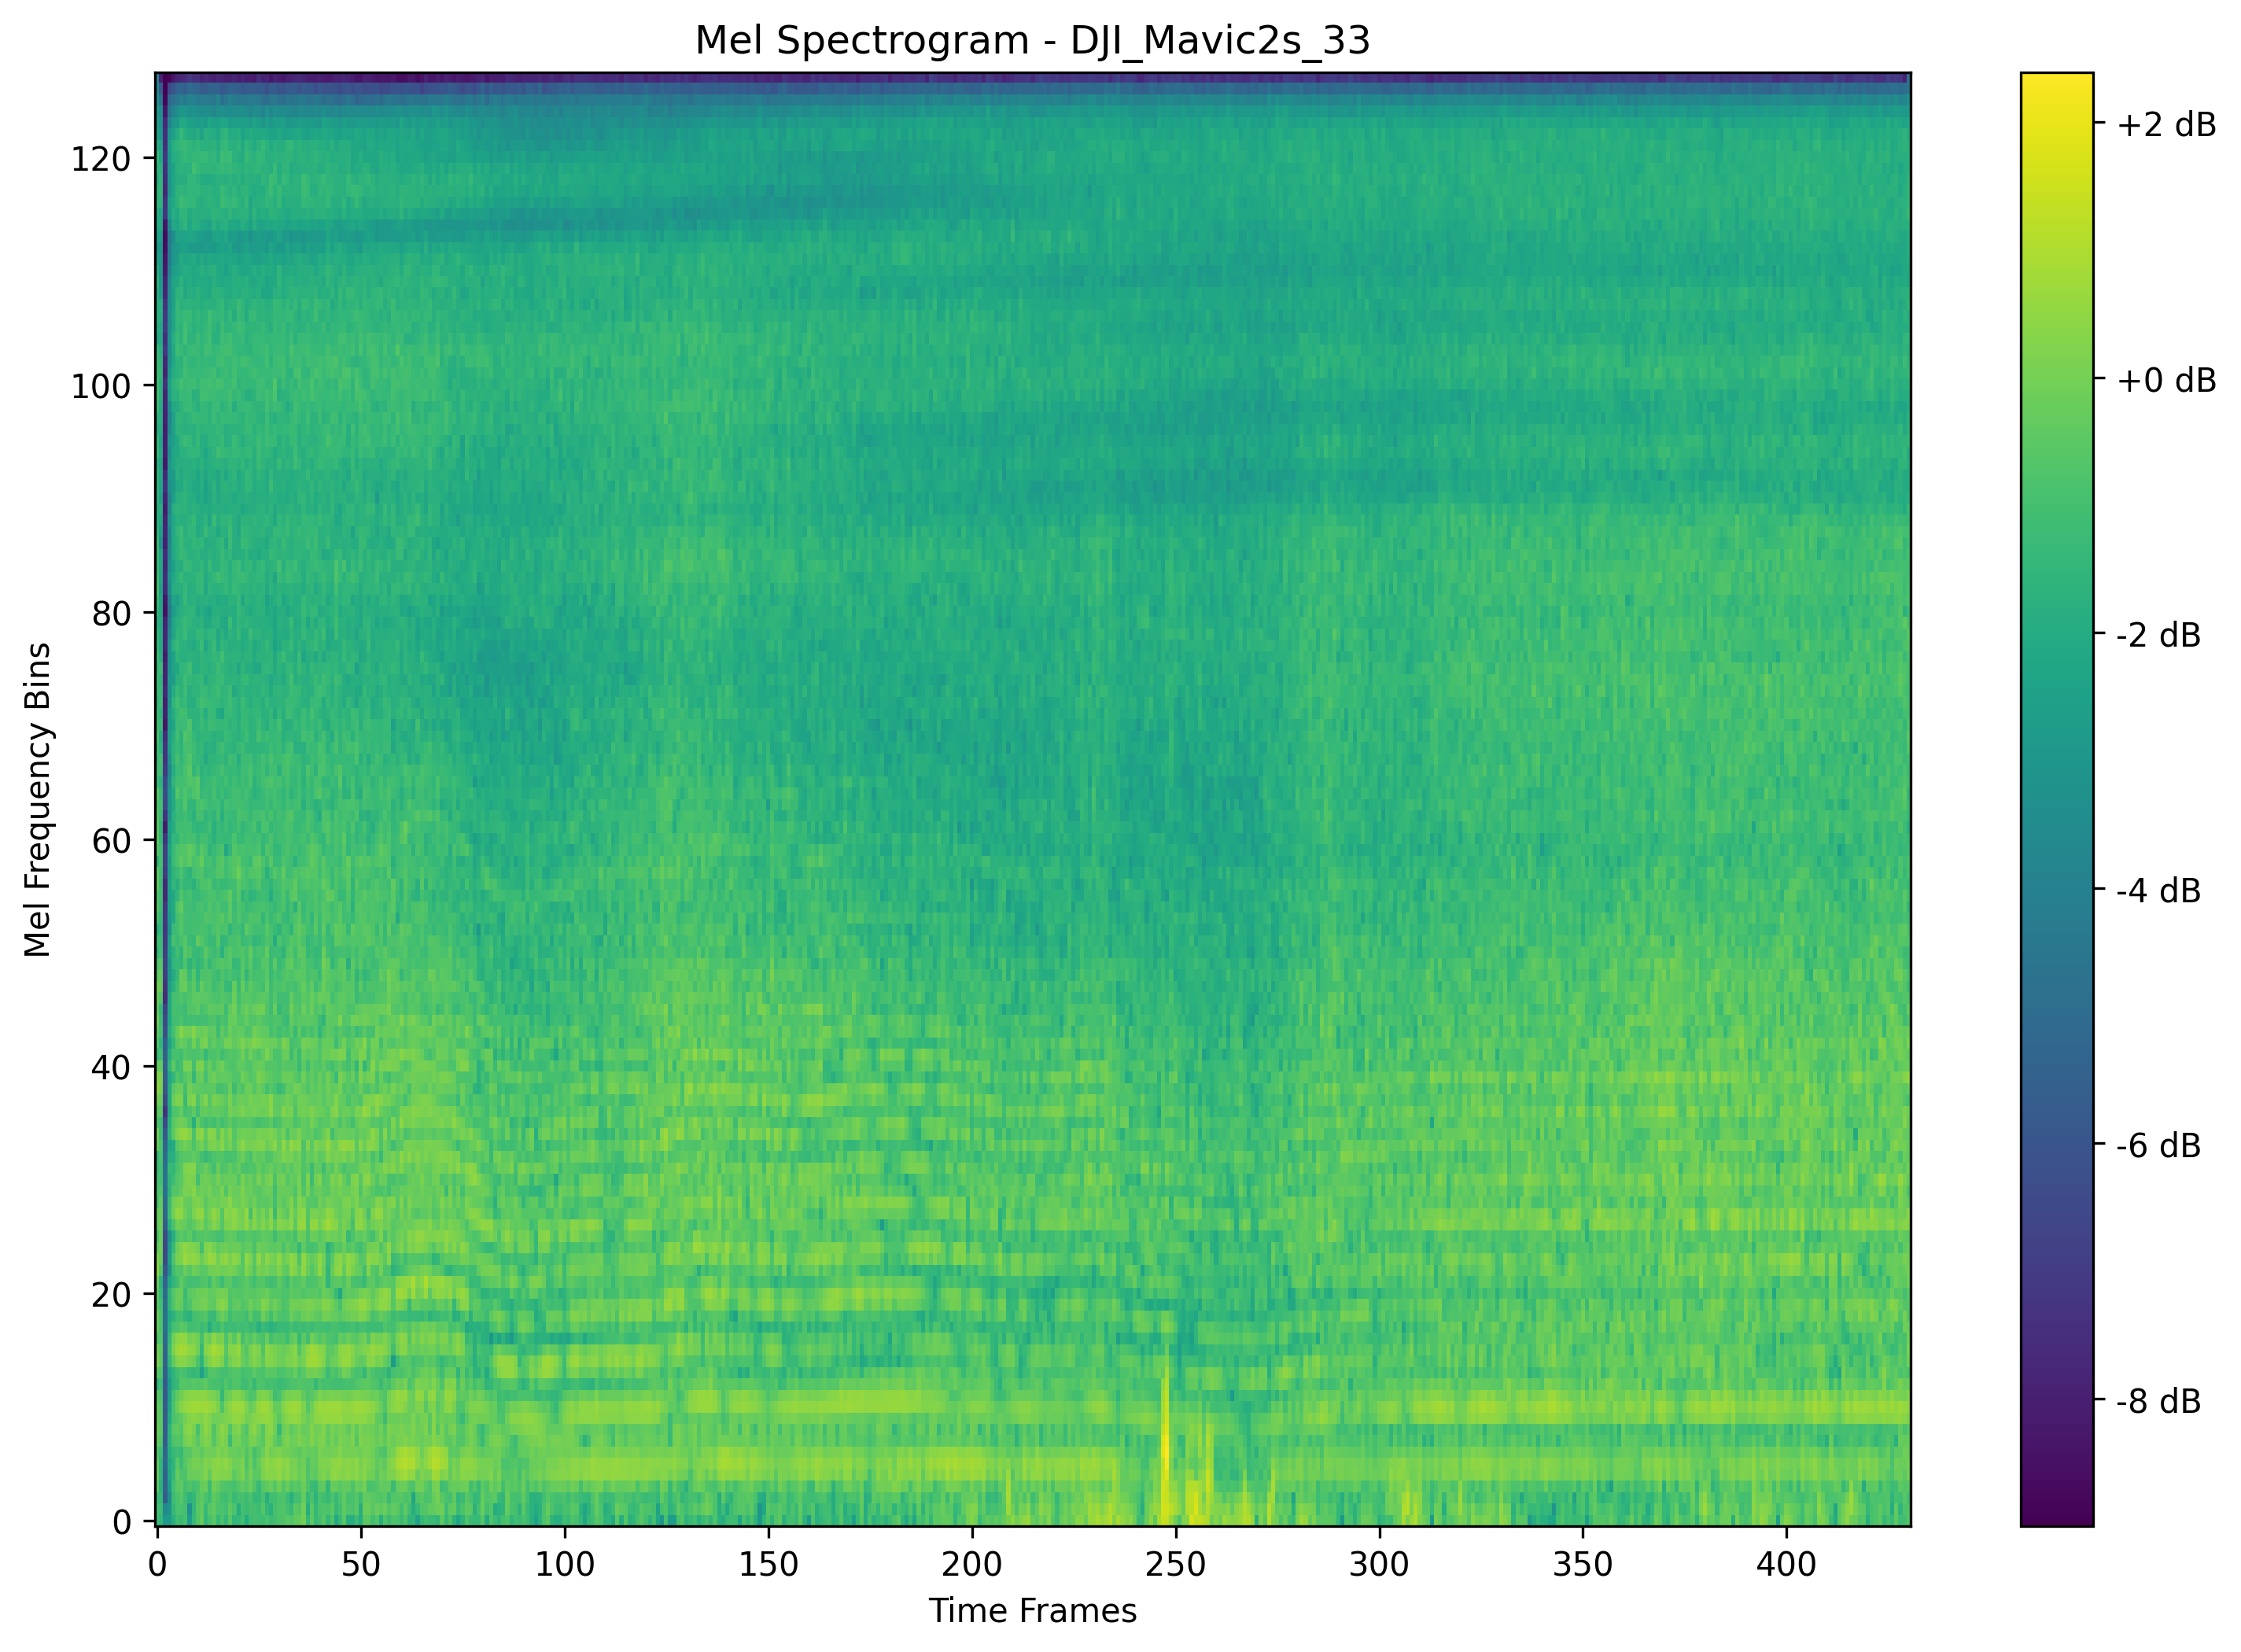 Mel Spectrogram - DJI_Mavic2s_33
Mel Frequency Bins
120
100
80
60
40
20
0
0 50 100 150 200 250 300 350 400
Time Frames
+2 dB
+0 dB
-2 dB
-4 dB
-6 dB
-8 dB